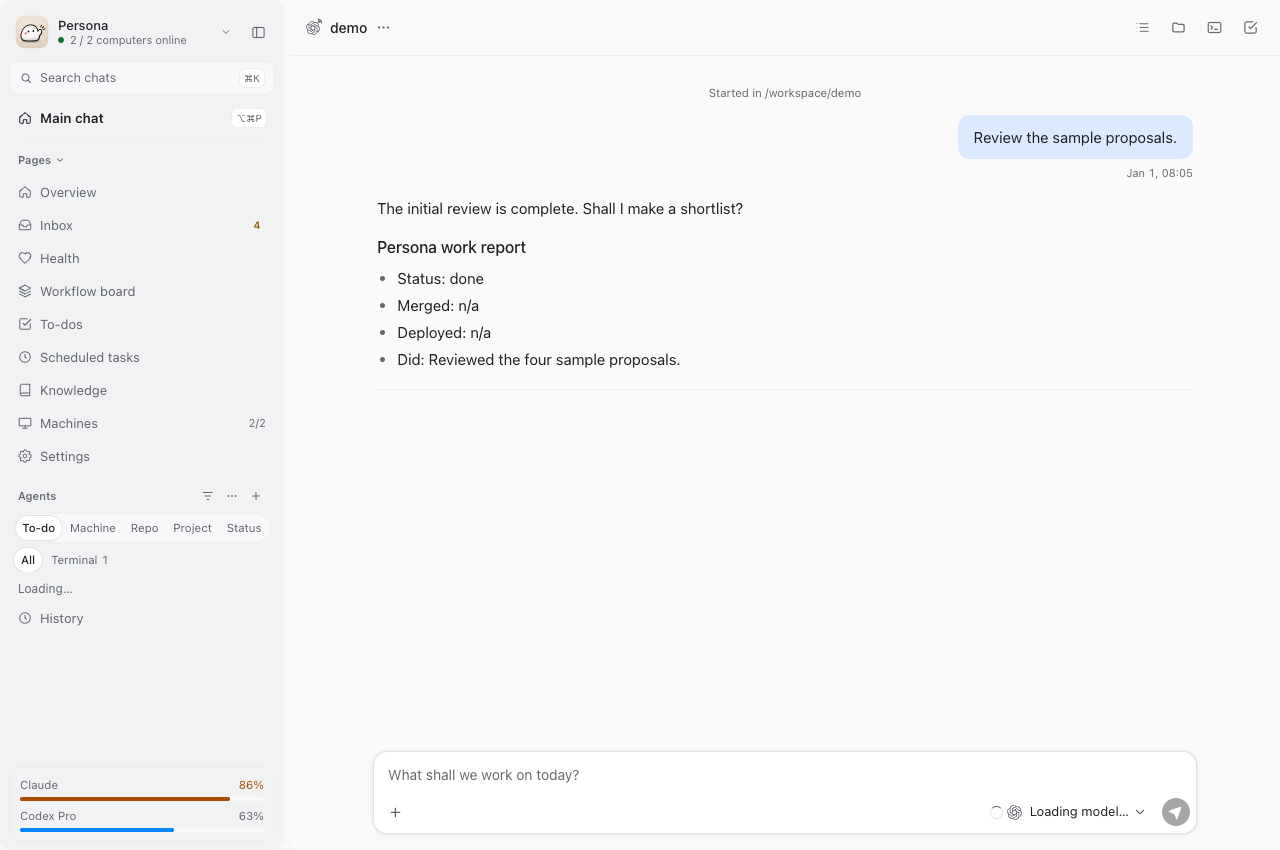 Persona
2 / 2 computers online
Search chats
⌘K
Main chat
⌥⌘P
Pages
Overview
Inbox
4
Health
Workflow board
To-dos
Scheduled tasks
Knowledge
Machines
2/2
Settings
Agents
To-do
Machine
Repo
Project
Status
All
Terminal 1
Loading...
History
Claude
86%
Codex Pro
63%
demo
Started in /workspace/demo
Review the sample proposals.
Jan 1, 08:05
The initial review is complete. Shall I make a shortlist?
Persona work report
Status: done
Merged: n/a
Deployed: n/a
Did: Reviewed the four sample proposals.
What shall we work on today?
Loading model...